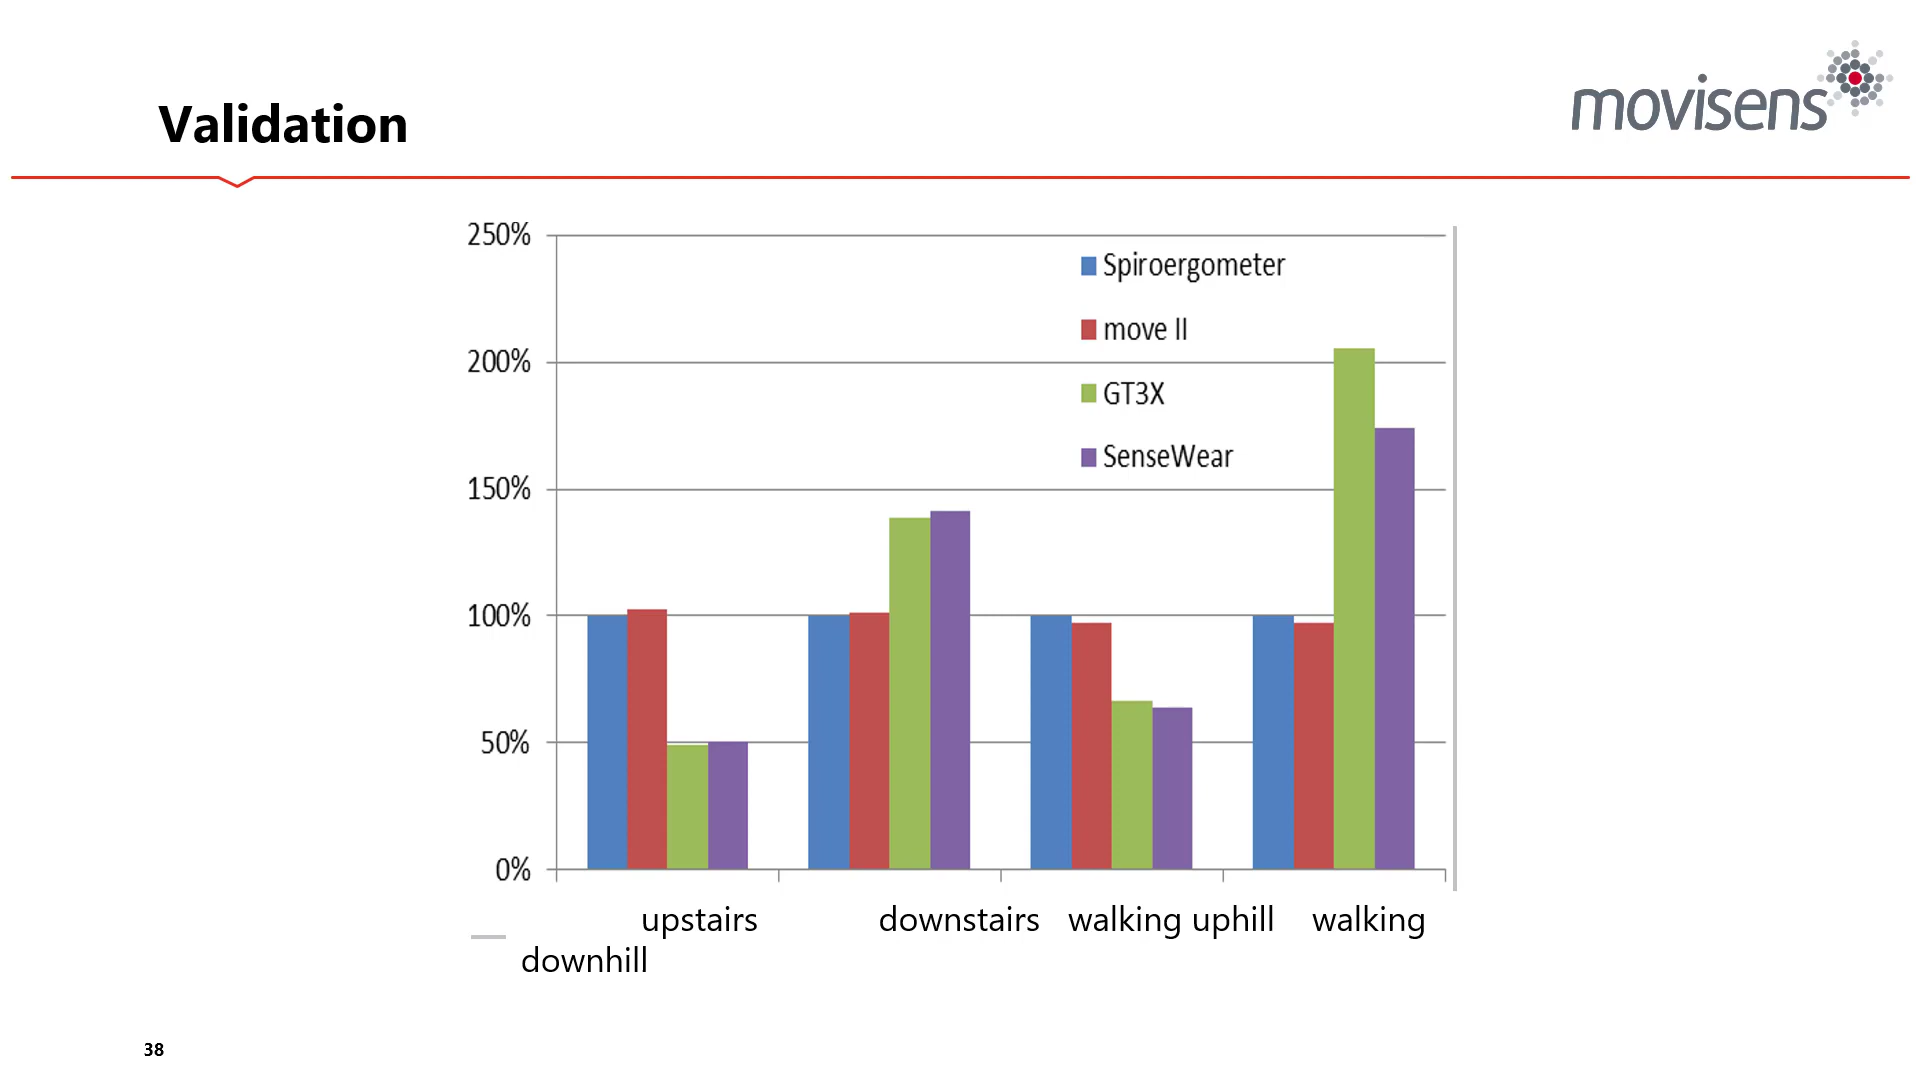 movisens
Validation
250%
200%
150%
100%
50%
0%
Spiroergometer
move II
GT3X
SenseWear
upstairs downstairs walking uphill walking
downhill
38